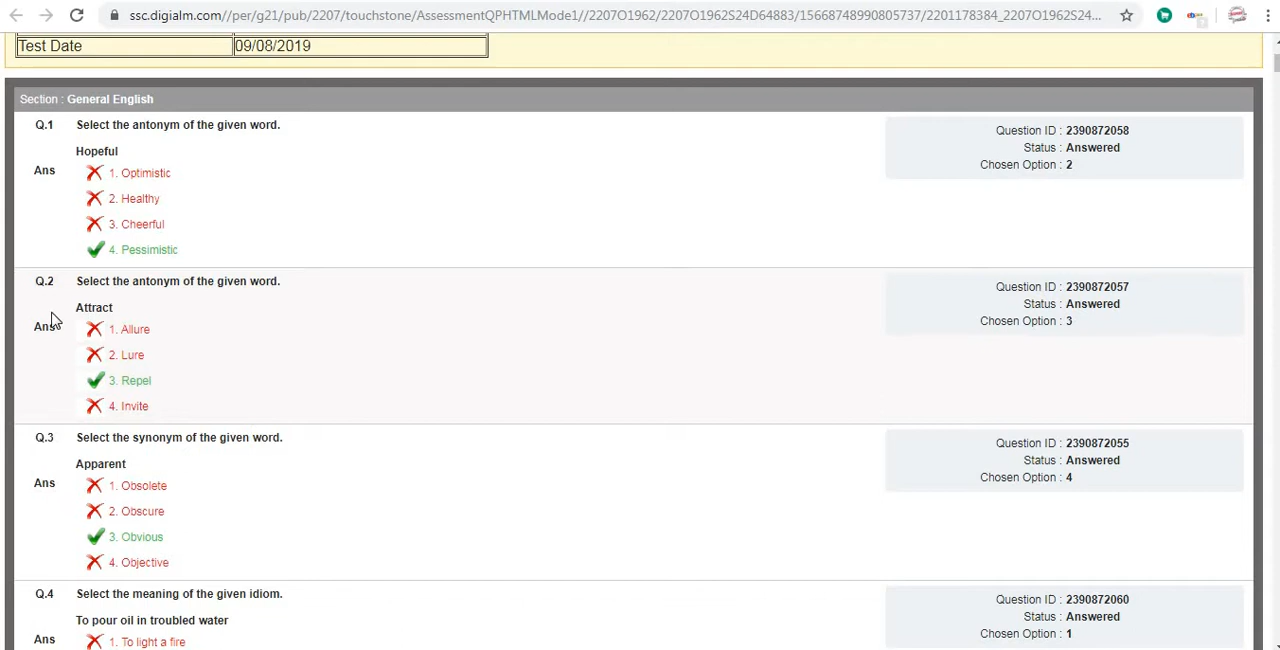 ssc.digialm.com//per/g21/pub/2207/touchstone/AssessmentQPHTMLMode1//2207O1962/2207O1962S24D64883/15668748990805737/2201178384_2207O1962S24...
Test Date 09/08/2019
Section : General English
Q.1 Select the antonym of the given word.
Question ID : 2390872058
Status : Answered
Chosen Option : 2
Hopeful
Ans
1. Optimistic
2. Healthy
3. Cheerful
4. Pessimistic
Q.2 Select the antonym of the given word.
Question ID : 2390872057
Status : Answered
Chosen Option : 3
Attract
Ans
1. Allure
2. Lure
3. Repel
4. Invite
Q.3 Select the synonym of the given word.
Question ID : 2390872055
Status : Answered
Chosen Option : 4
Apparent
Ans
1. Obsolete
2. Obscure
3. Obvious
4. Objective
Q.4 Select the meaning of the given idiom.
Question ID : 2390872060
Status : Answered
Chosen Option : 1
To pour oil in troubled water
Ans
1. To light a fire